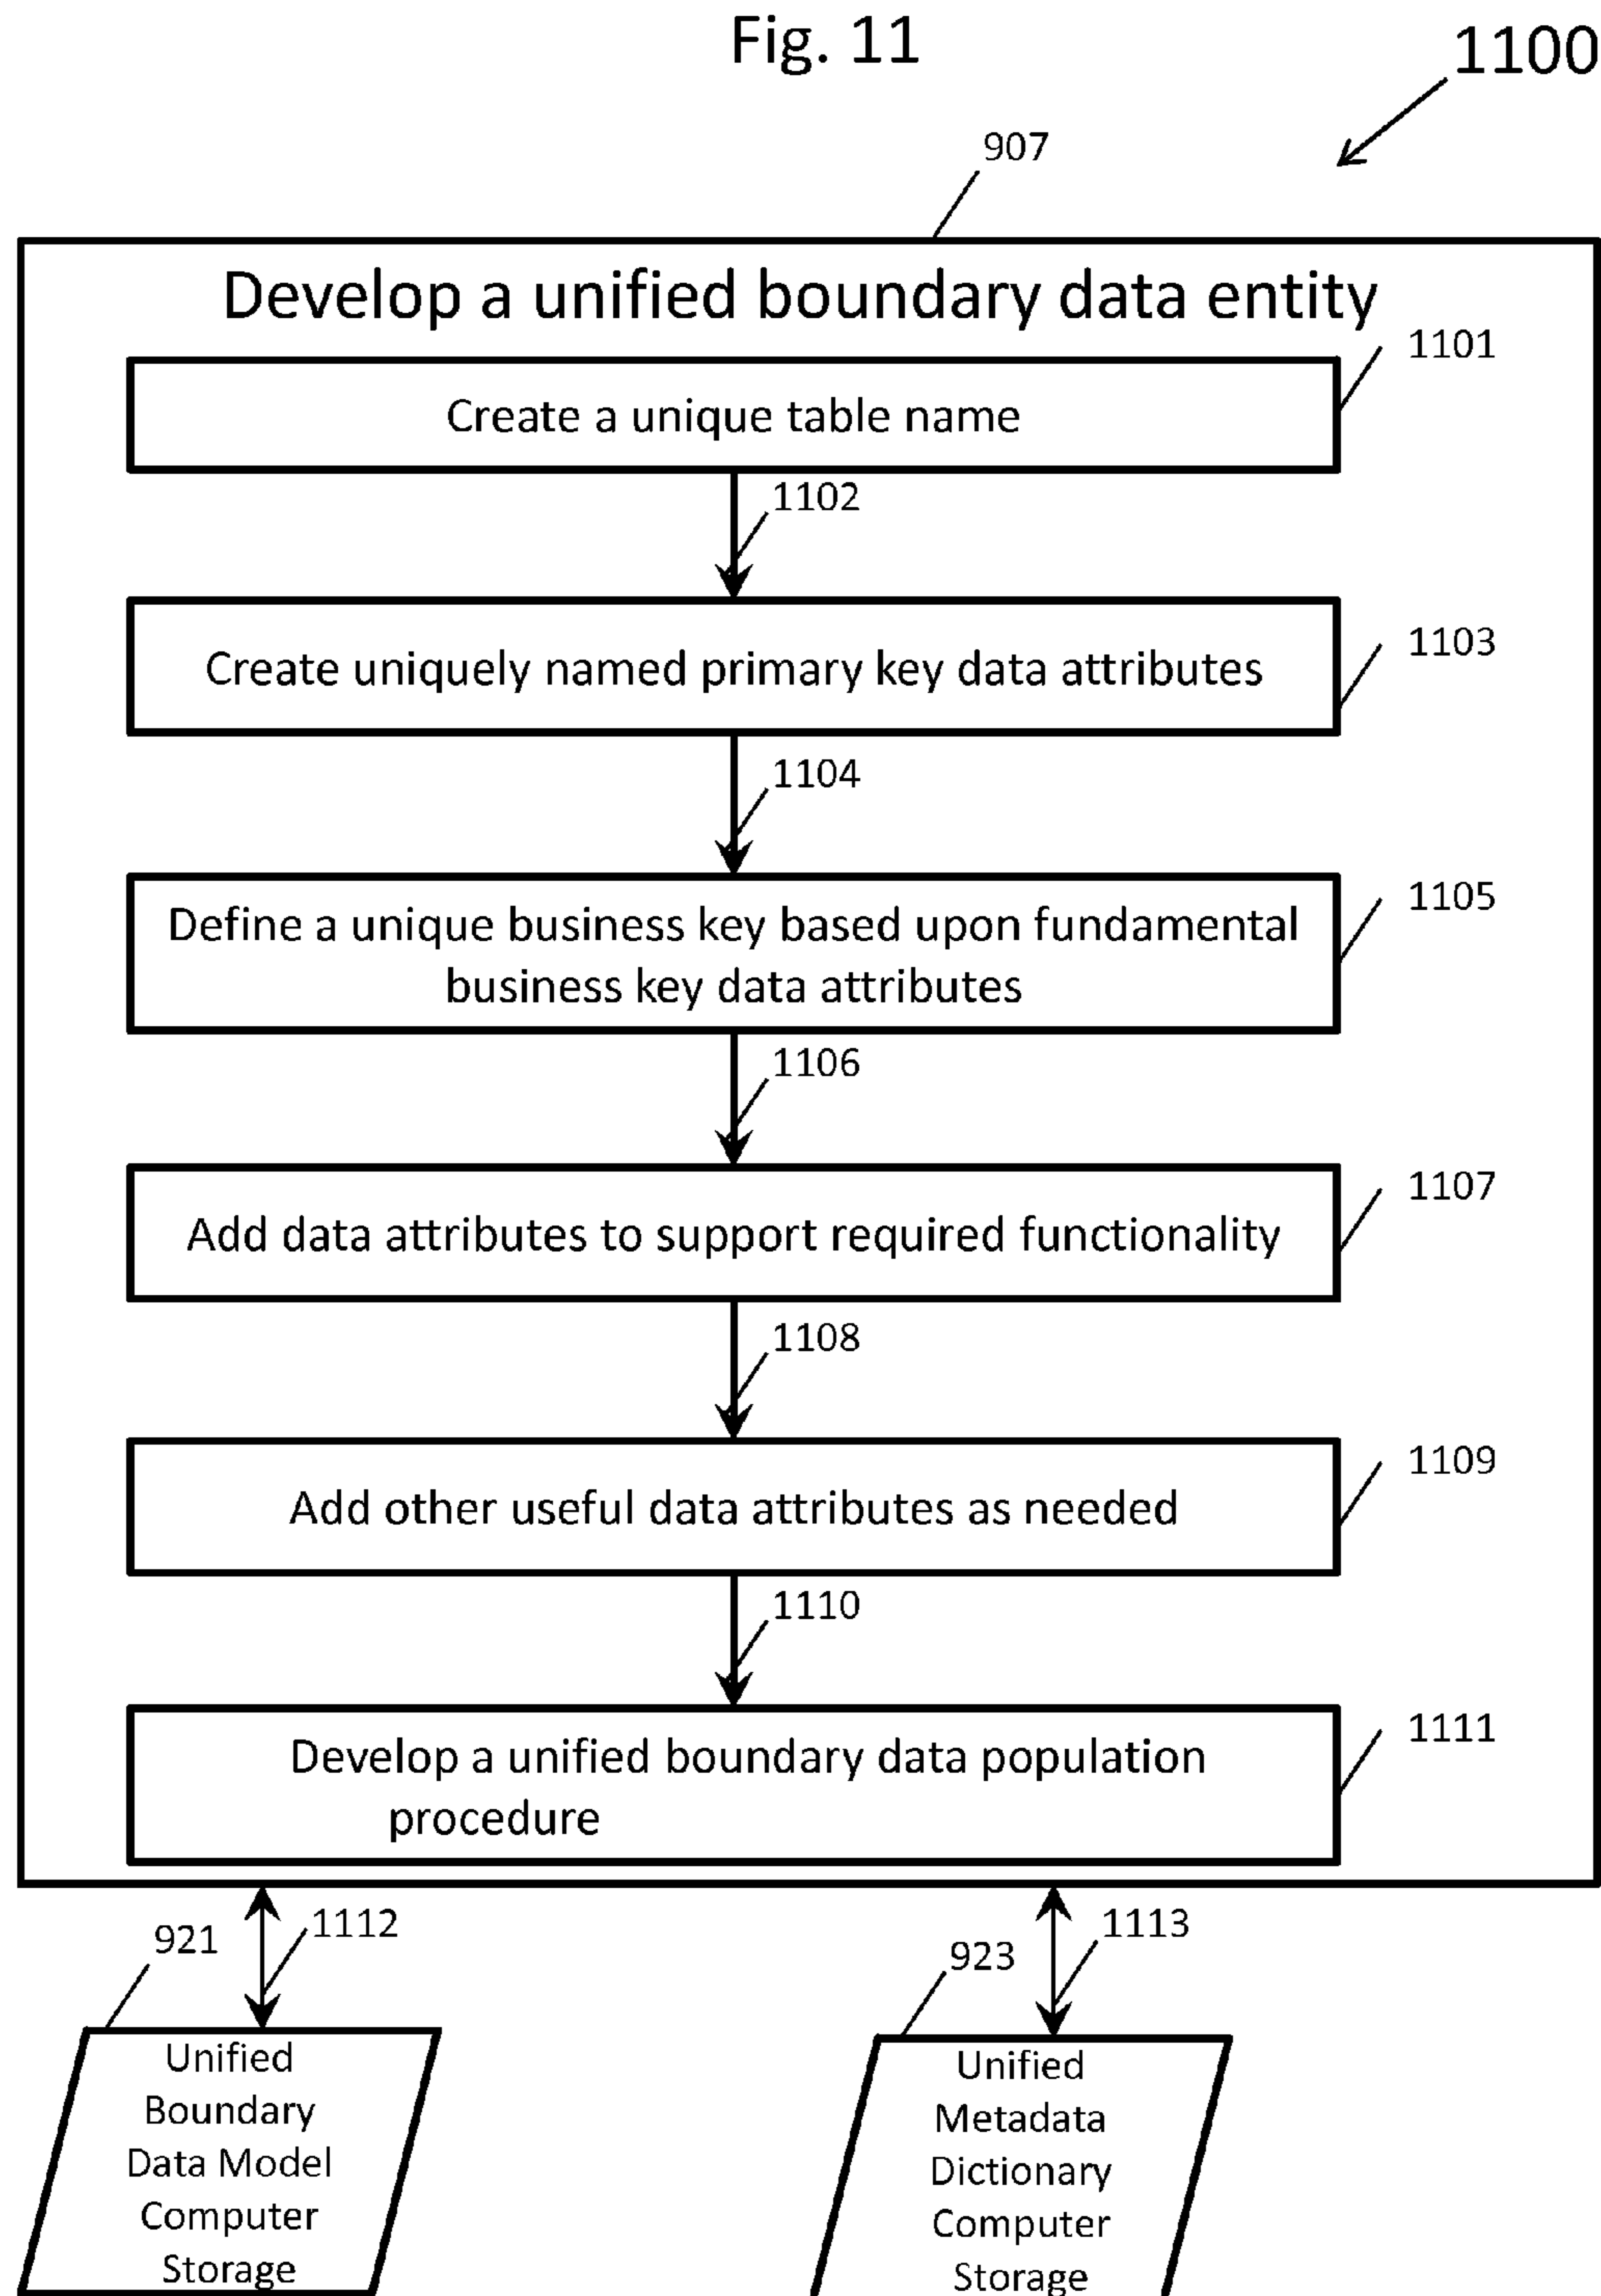 Fig. 11
1100
907
Develop a unified boundary data entity
1101
Create a unique table name
1102
1103
Create uniquely named primary key data attributes
1104
1105
Define a unique business key based upon fundamental
business key data attributes
1106
1107
Add data attributes to support required functionality
1108
1109
Add other useful data attributes as needed
1110
1111
Develop a unified boundary data population
procedure
921
1112
923
1113
Unified
Boundary
Data Model
Computer
Storage
Unified
Metadata
Dictionary
Computer
Storage